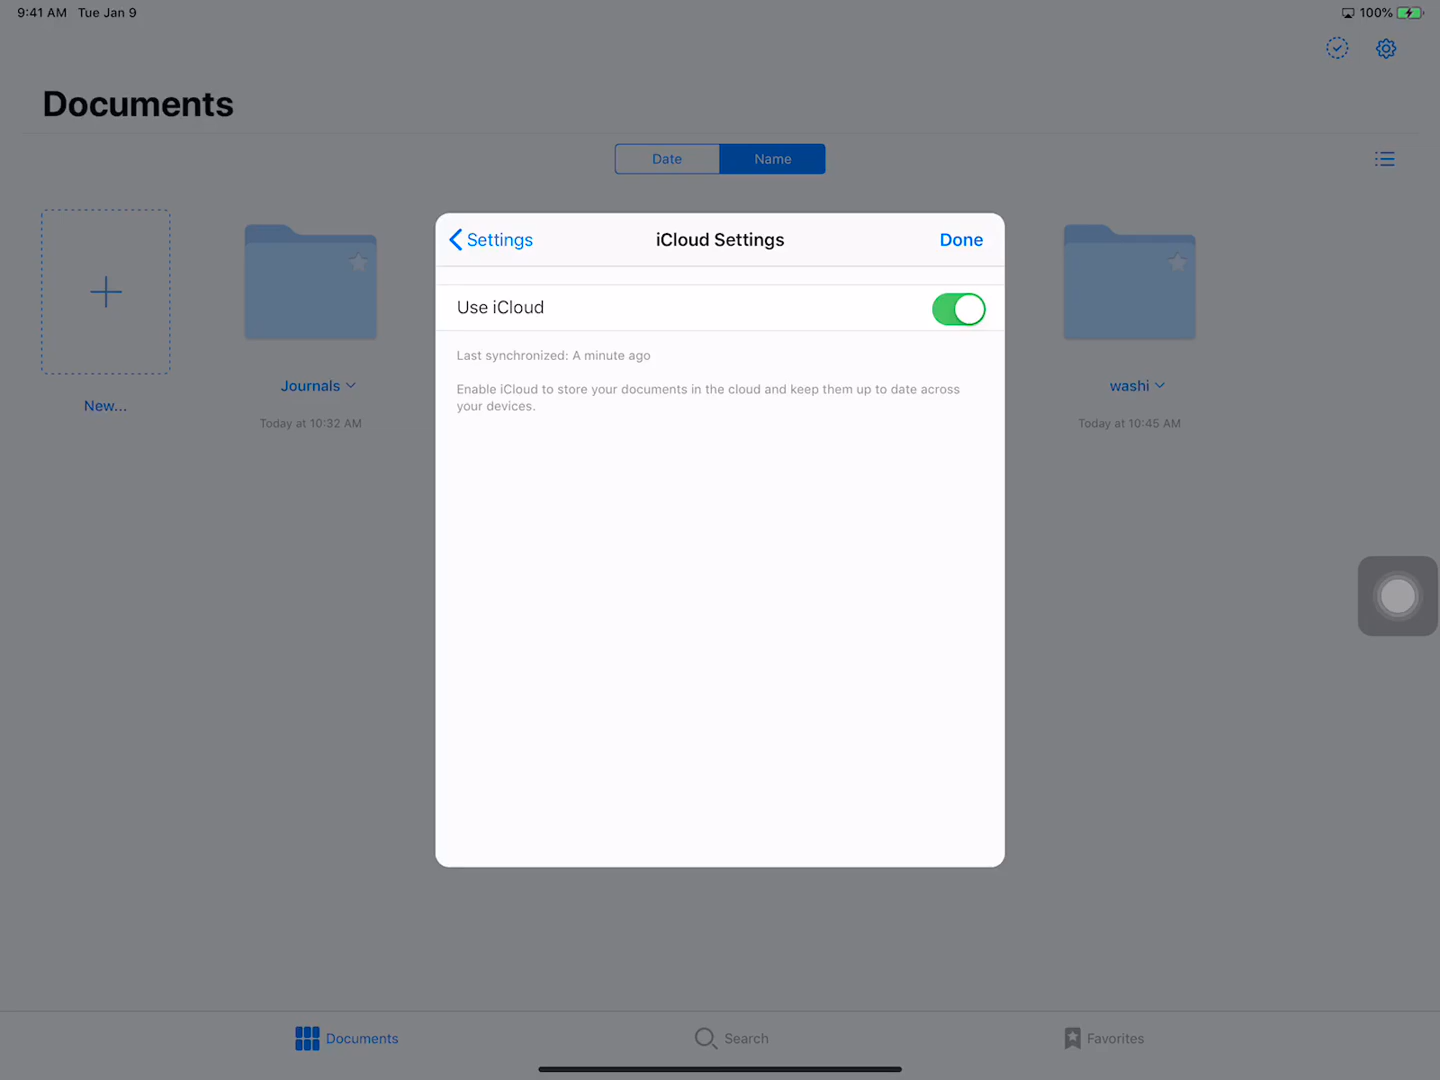 9:41 AM Tue Jan 9
100%
Documents
Date
Name
Settings
iCloud Settings
Done
Use iCloud
Last synchronized: A minute ago
Enable iCloud to store your documents in the cloud and keep them up to date across
your devices.
New...
Journals
Today at 10:32 AM
washi
Today at 10:45 AM
Documents
Search
Favorites